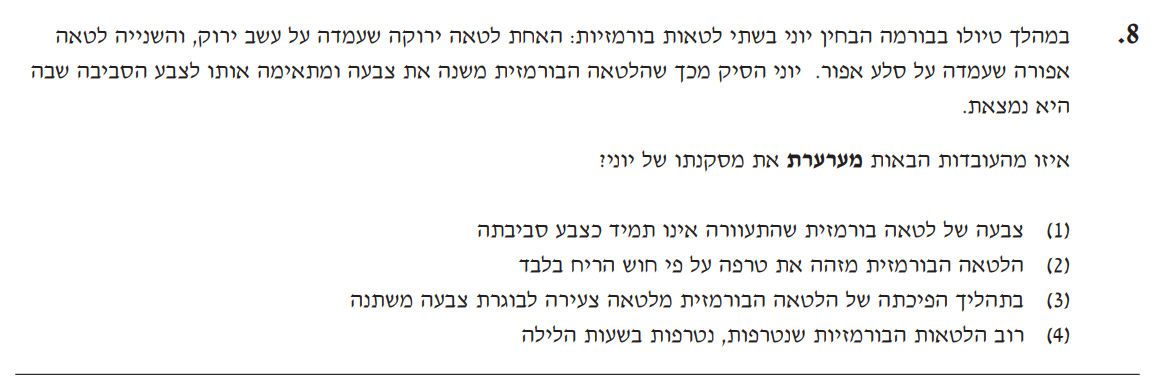 8. במהלך טיולו בבורמה הבחין יוני בשתי לטאות בורמזיות: האחת לטאה ירוקה שעמדה על עשב ירוק, והשנייה לטאה
אפורה שעמדה על סלע אפור. יוני הסיק מכך שהלטאה הבורמזית משנה את צבעה ומתאימה אותו לצבע הסביבה שבה
היא נמצאת.
איזו מהעובדות הבאות מערערת את מסקנתו של יוני?
(1) צבעה של לטאה בורמזית שהתעוורה אינו תמיד כצבע סביבתה
(2) הלטאה הבורמזית מזהה את טרפה על פי חוש הריח בלבד
(3) בתהליך הפיכתה של הלטאה הבורמזית מלטאה צעירה לבוגרת צבעה משתנה
(4) רוב הלטאות הבורמזיות שנטרפות, נטרפות בשעות הלילה